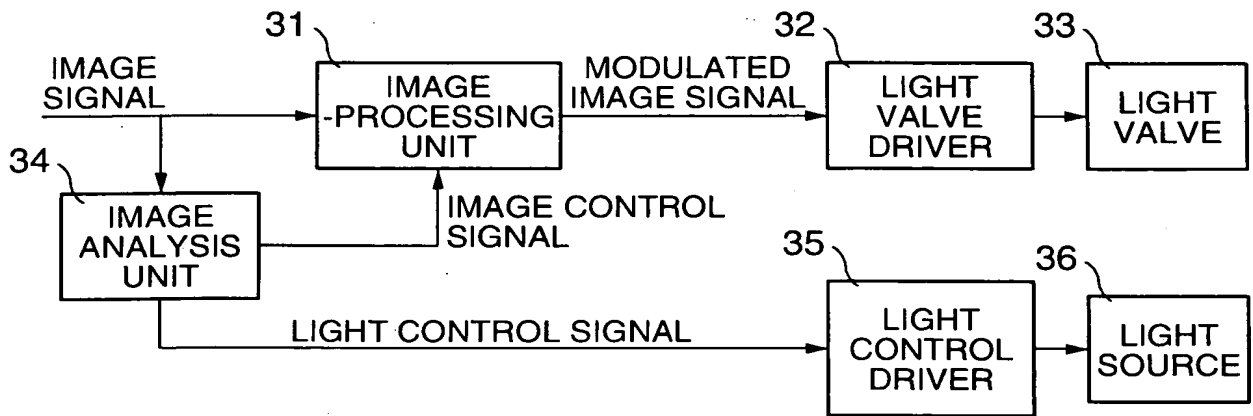 31
32
33
IMAGE
SIGNAL
IMAGE
-PROCESSING
UNIT
MODULATED
IMAGE SIGNAL
LIGHT
VALVE
DRIVER
LIGHT
VALVE
34
IMAGE
ANALYSIS
UNIT
IMAGE CONTROL
SIGNAL
35
36
LIGHT CONTROL SIGNAL
LIGHT
CONTROL
DRIVER
LIGHT
SOURCE